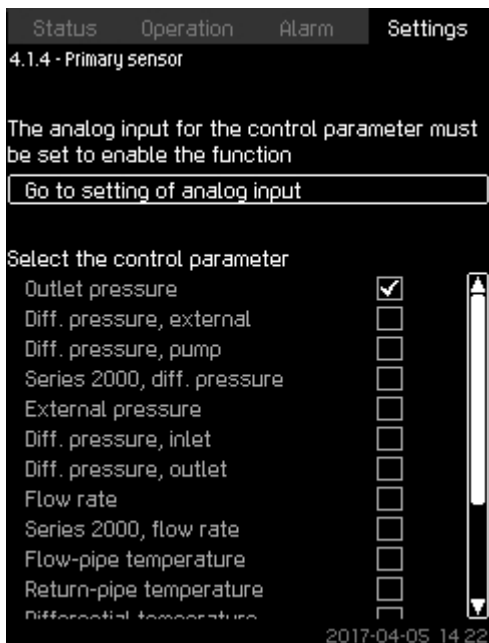 Status Operation Alarm Settings
4.1.4 - Primary sensor
The analog input for the control parameter must
be set to enable the function
Go to setting of analog input
Select the control parameter
Outlet pressure
Diff. pressure, external
Diff. pressure, pump
Series 2000, diff. pressure
External pressure
Diff. pressure, inlet
Diff. pressure, outlet
Flow rate
Series 2000, flow rate
Flow-pipe temperature
Return-pipe temperature
Differential temperature
2017-04-05 14:22